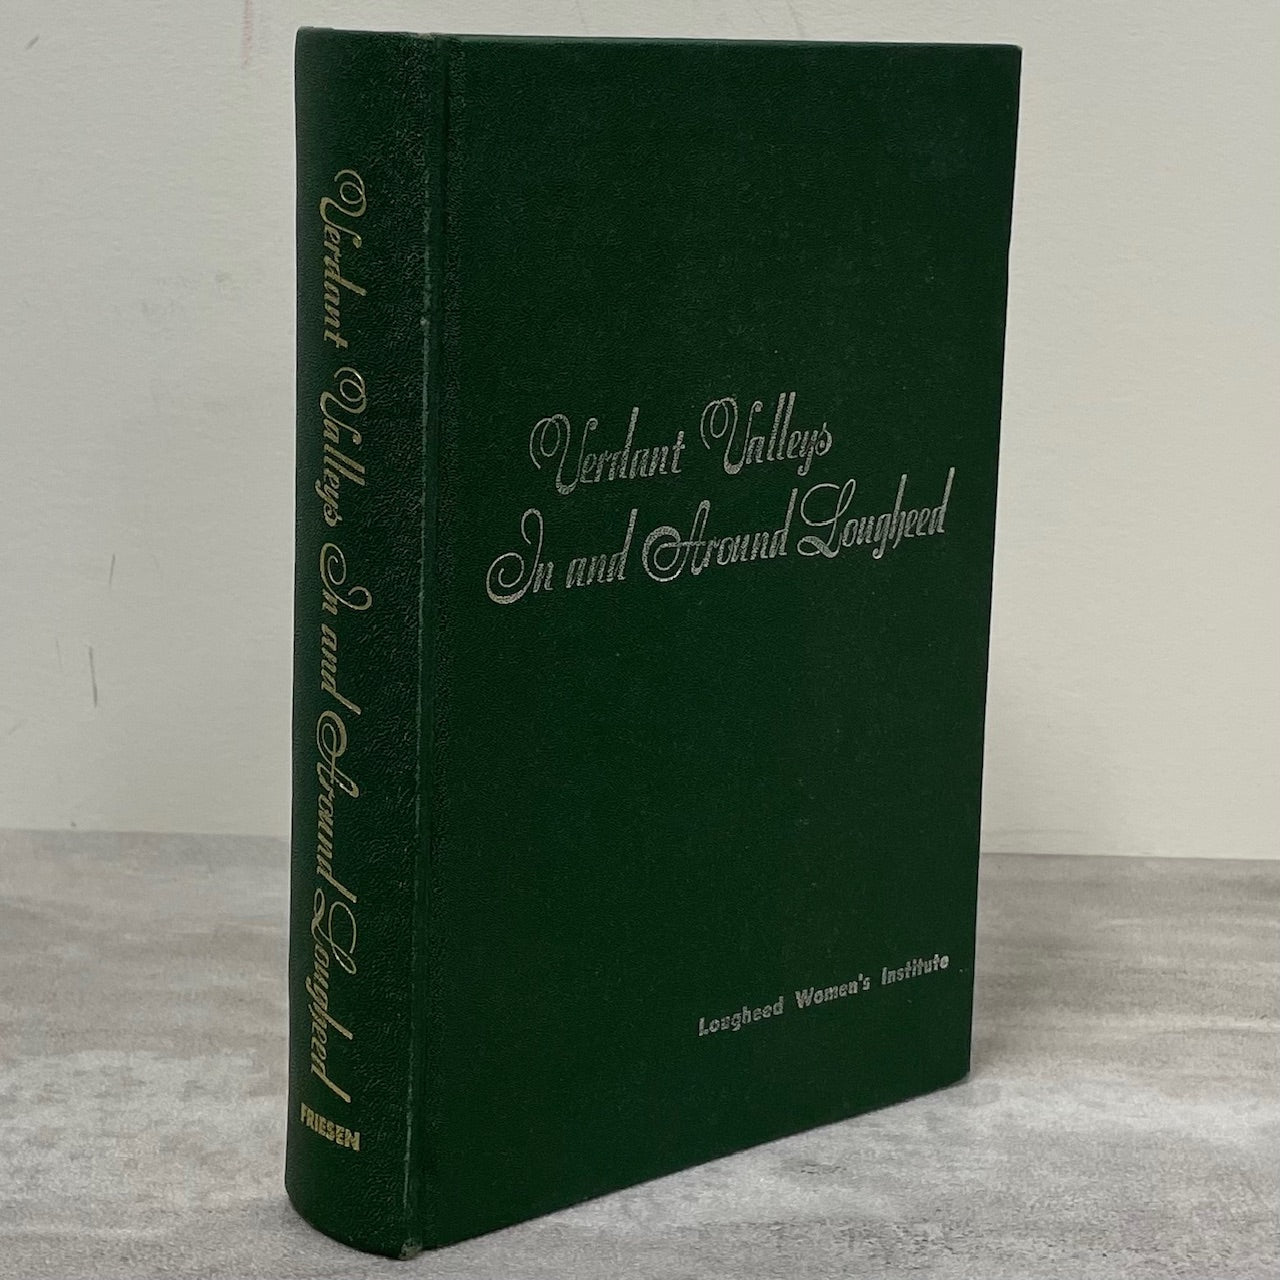 Verdant Valleys In and Around Lougheed
FRIESEN
Verdant Valleys
In and Around Lougheed
Lougheed Women's Institute